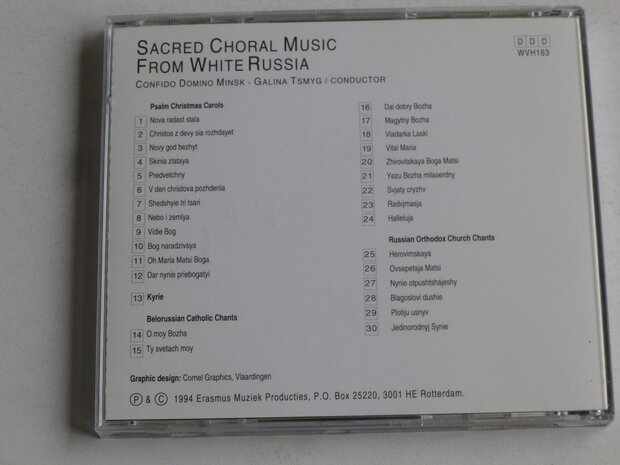 SACRED CHORAL MUSIC
FROM WHITE RUSSIA
CONFIDO DOMINO MINSK - GALINA TSMYG / CONDUCTOR
D D D
WVH163
Psalm Christmas Carols
1 Nova radast stala
2 Christos z devy sia rozhdayet
3 Novy god bezhyt
4 Skinia zlataya
5 Predvetchny
6 V den christova pozhdenia
7 Shedshyie tri tsari
8 Nebo i zemlya
9 Vidie Bog
10 Bog naradzivsya
11 Oh Maria Matsi Boga
12 Dar nynie priebogatyi
13 Kyrie
Belorussian Catholic Chants
14 O moy Bozha
15 Ty svetach moy
16 Dai dobry Bozha
17 Magytny Bozha
18 Vladarka Laski
19 Vitai Maria
20 Zhirovitskaya Boga Matsi
21 Yezu Bozha milaserdny
22 Svjaty cryzhv
23 Radvjmasja
24 Halleluja
Russian Orthodox Church Chants
25 Herovimskaya
26 Ovsepetaja Matsi
27 Nynie otpushtshajeshy
28 Blagoslovi dushie
29 Plotiju usnyv
30 Jedinorodnyj Synie
Graphic design: Cornel Graphics, Vlaardingen
P & C 1994 Erasmus Muziek Producties, P.O. Box 25220, 3001 HE Rotterdam.